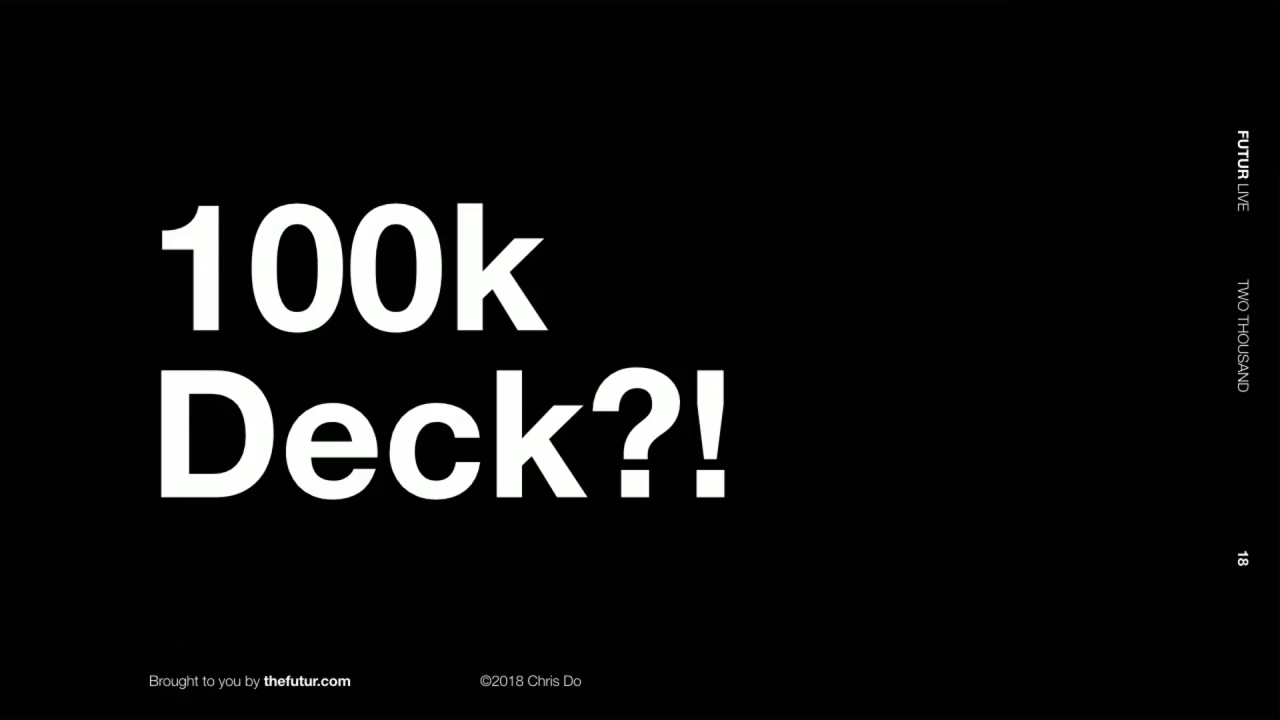 100k
Deck?!
FUTUR LIVE
TWO THOUSAND
18
Brought to you by thefutur.com
©2018 Chris Do